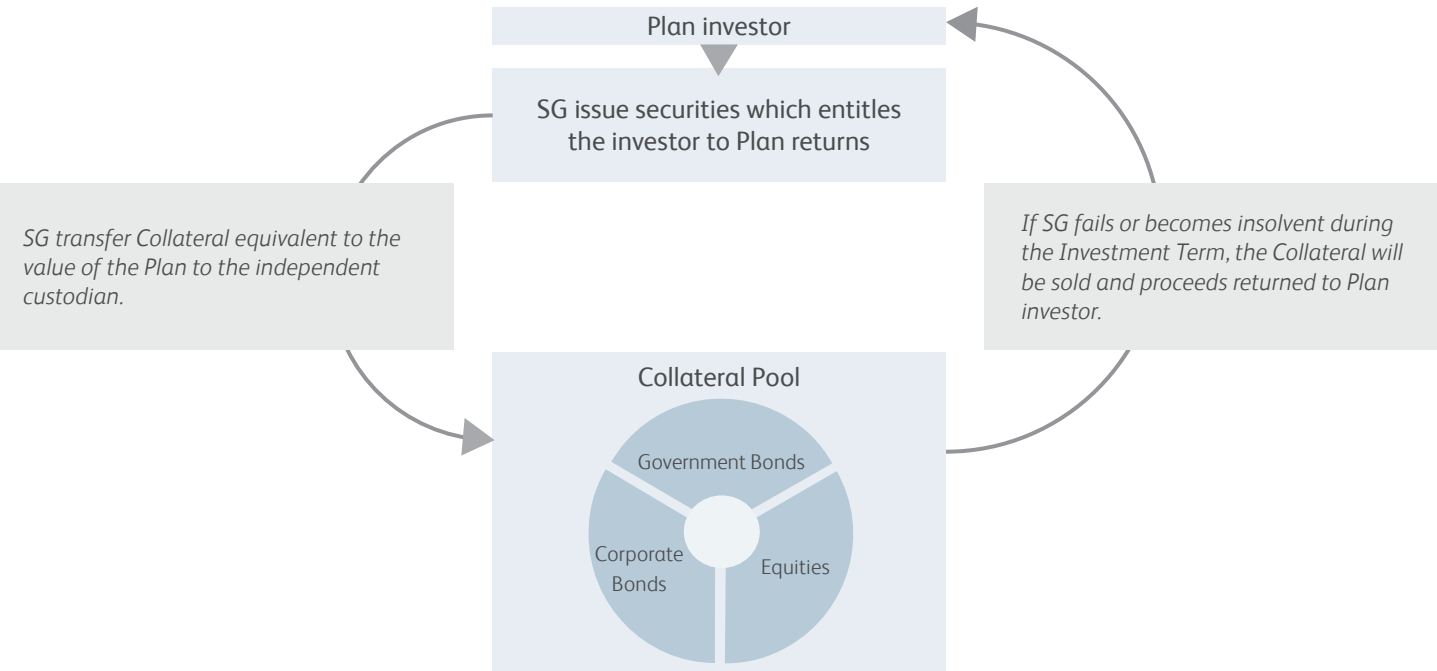 Plan investor
SG issue securities which entitles
the investor to Plan returns
SG transfer Collateral equivalent to the
value of the Plan to the independent
custodian.
If SG fails or becomes insolvent during
the Investment Term, the Collateral will
be sold and proceeds returned to Plan
investor.
Collateral Pool
Government Bonds
Corporate
Bonds
Equities